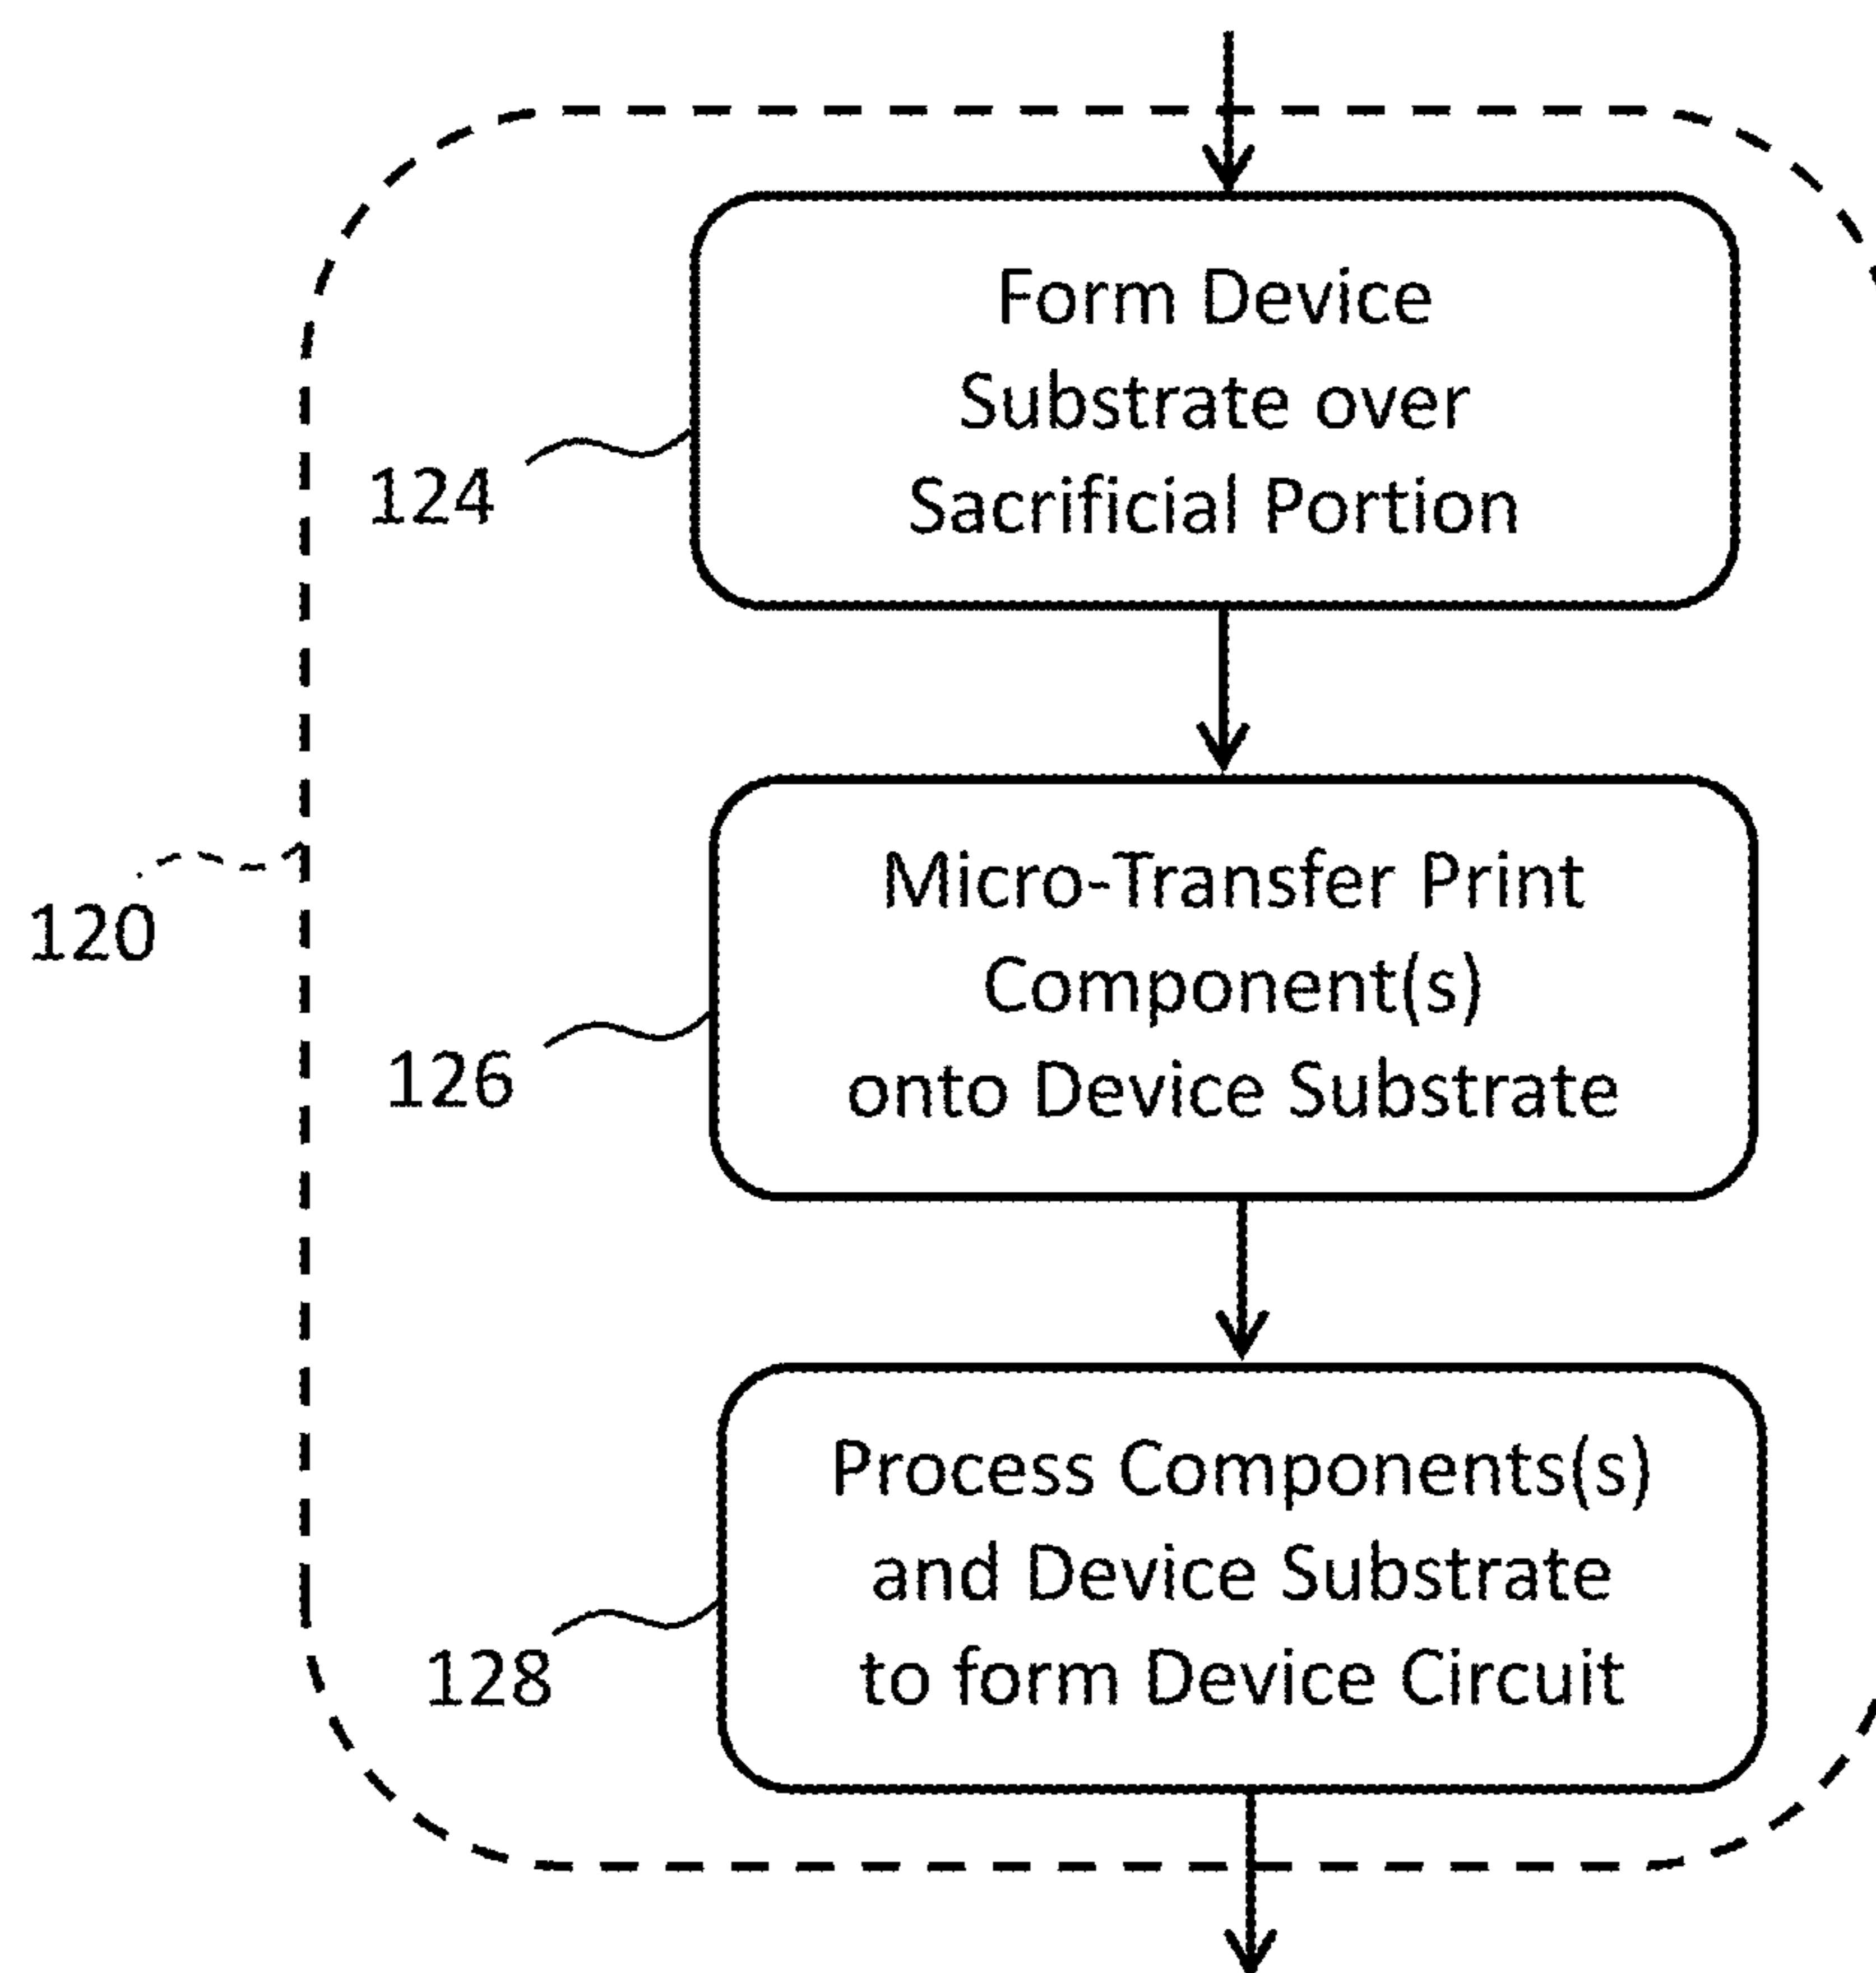 Form Device
Substrate over
Sacrificial Portion
124
Micro-Transfer Print
Component(s)
onto Device Substrate
120
126
Process Components(s)
and Device Substrate
to form Device Circuit
128